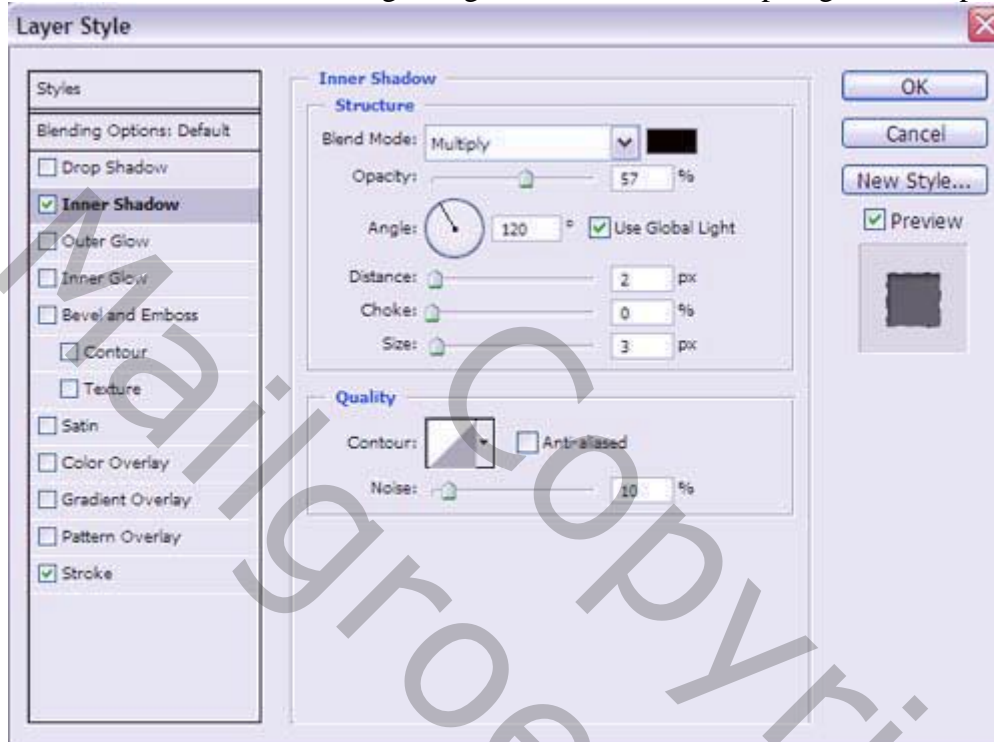 Layer Style
Styles
Blending Options: Default
Drop Shadow
Inner Shadow
Outer Glow
Inner Glow
Bevel and Emboss
Contour
Texture
Satin
Color Overlay
Gradient Overlay
Pattern Overlay
Stroke
Inner Shadow
Structure
Blend Mode: Multiply
Opacity: 57 %
Angle: 120 ° Use Global Light
Distance: 2 px
Choke: 0 %
Size: 3 px
Quality
Contour: Anti-aliased
Noise: 10 %
OK
Cancel
New Style...
Preview
Copyri